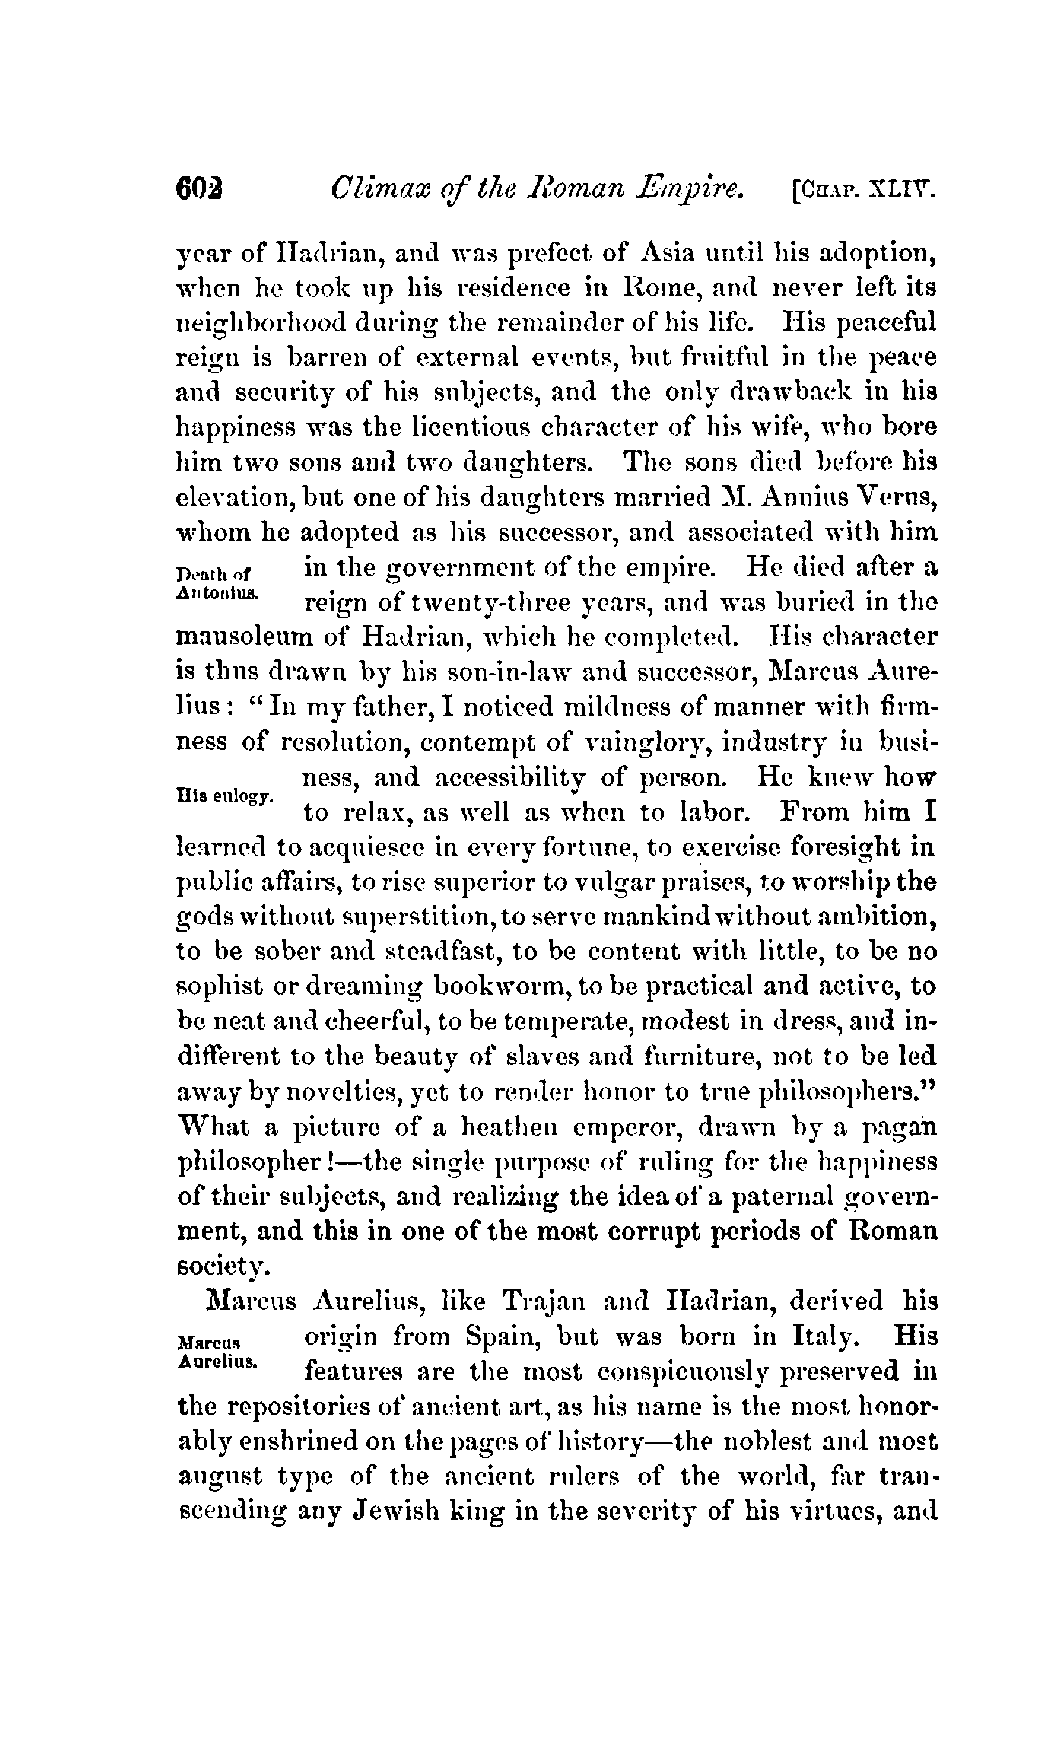 602 Climax of the Roman Empire. [CHAP. XLIV.
year of Hadrian, and was prefect of Asia until his adoption,
when he took up his residence in Rome, and never left its
neighborhood during the remainder of his life. His peaceful
reign is barren of external events, but fruitful in the peace
and security of his subjects, and the only drawback in his
happiness was the licentious character of his wife, who bore
him two sons and two daughters. The sons died before his
elevation, but one of his daughters married M. Annius Verus,
whom he adopted as his successor, and associated with him
Death of in the government of the empire. He died after a
Antonius. reign of twenty-three years, and was buried in the
mausoleum of Hadrian, which he completed. His character
is thus drawn by his son-in-law and successor, Marcus Aure-
lius: "In my father, I noticed mildness of manner with firm-
ness of resolution, contempt of vainglory, industry in busi-
ness, and accessibility of person. He knew how
His eulogy.
to relax, as well as when to labor. From him I
learned to acquiesce in every fortune, to exercise foresight in
public affairs, to rise superior to vulgar praises, to worship the
gods without superstition, to serve mankind without ambition,
to be sober and steadfast, to be content with little, to be no
sophist or dreaming bookworm, to be practical and active, to
be neat and cheerful, to be temperate, modest in dress, and in-
different to the beauty of slaves and furniture, not to be led
away by novelties, yet to render honor to true philosophers."
What a picture of a heathen emperor, drawn by a pagan
philosopher!—the single purpose of ruling for the happiness
of their subjects, and realizing the idea of a paternal govern-
ment, and this in one of the most corrupt periods of Roman
society.
Marcus Aurelius, like Trajan and Hadrian, derived his
Marcus origin from Spain, but was born in Italy. His
Aurelius. features are the most conspicuously preserved in
the repositories of ancient art, as his name is the most honor-
ably enshrined on the pages of history—the noblest and most
august type of the ancient rulers of the world, far tran-
scending any Jewish king in the severity of his virtues, and